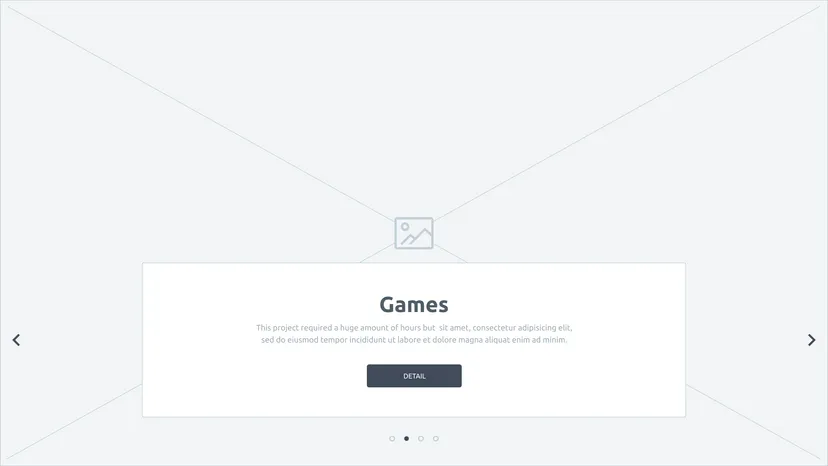 Games
This project required a huge amount of hours but sit amet, consectetur adipisicing elit,
sed do eiusmod tempor incididunt ut labore et dolore magna aliquat enim ad minim.
DETAIL